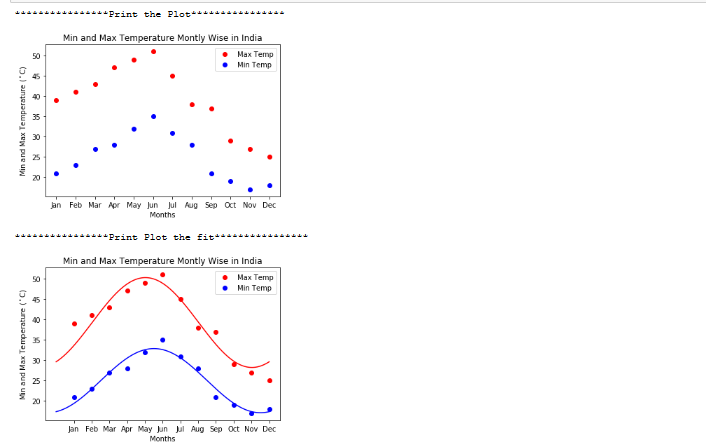 ****************Print the Plot****************
Min and Max Temperature Montly Wise in India
Max Temp
Min Temp
Min and Max Temperature (°C)
50
45
40
35
30
25
20
Jan Feb Mar Apr May Jun Jul Aug Sep Oct Nov Dec
Months
****************Print Plot the fit****************
Min and Max Temperature Montly Wise in India
Max Temp
Min Temp
Min and Max Temperature (°C)
50
45
40
35
30
25
20
Jan Feb Mar Apr May Jun Jul Aug Sep Oct Nov Dec
Months